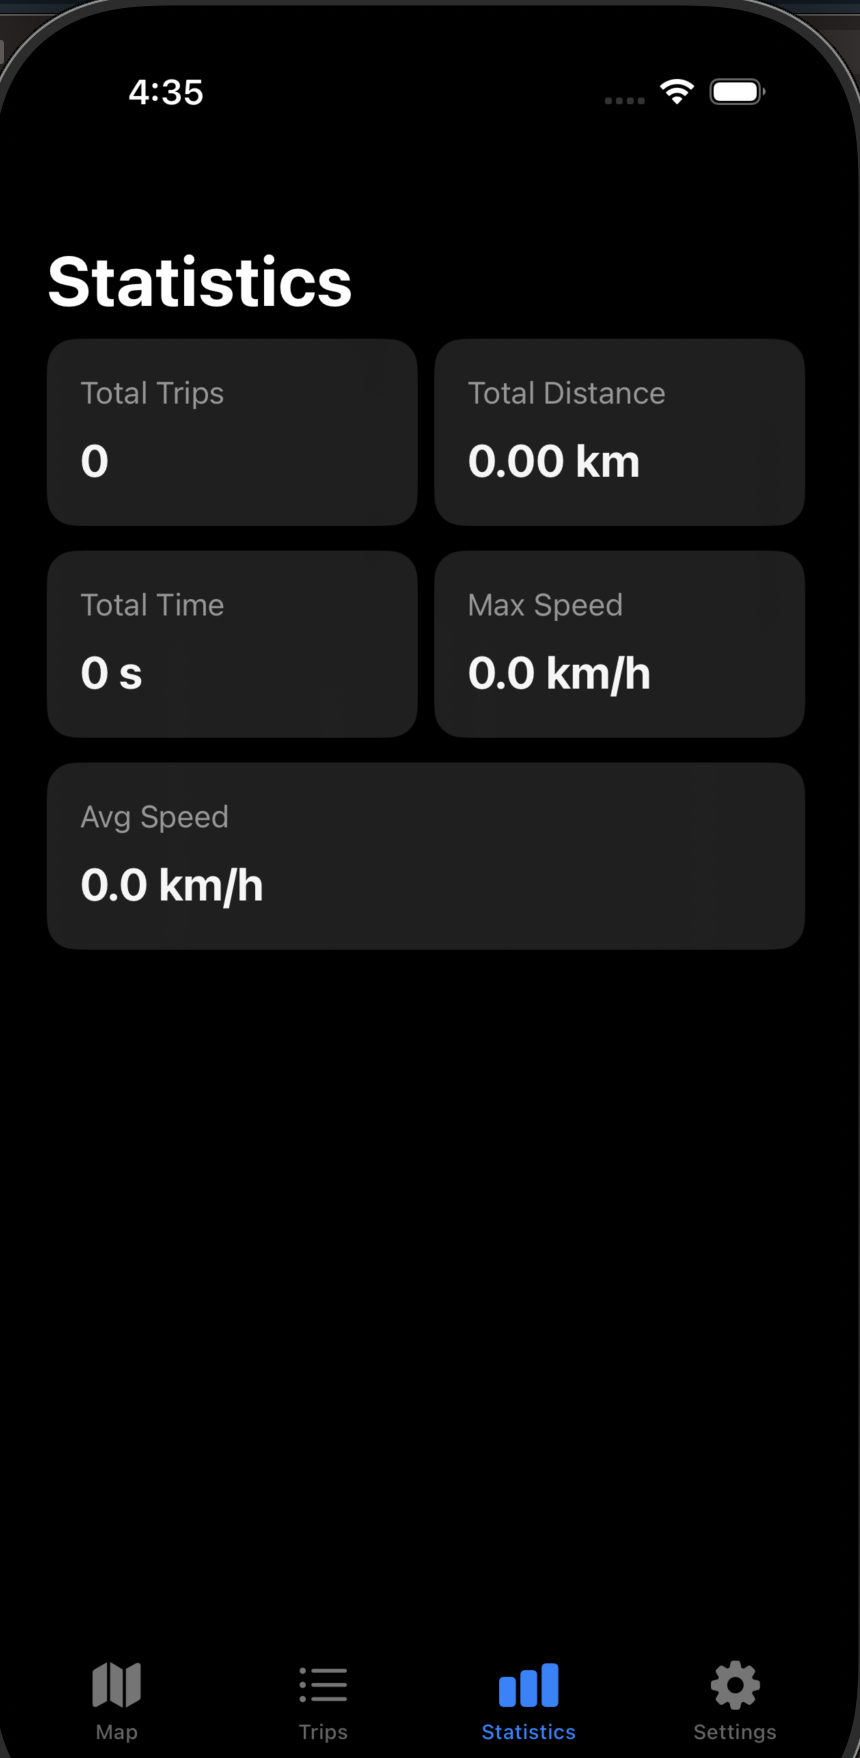 4:35
Statistics
Total Trips
0
Total Distance
0.00 km
Total Time
0 s
Max Speed
0.0 km/h
Avg Speed
0.0 km/h
Map
Trips
Statistics
Settings